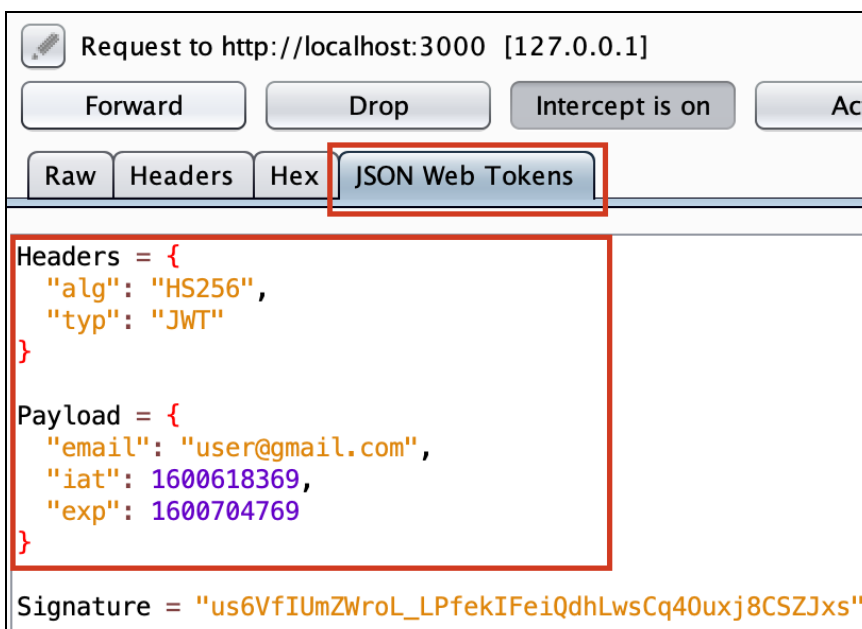 Request to http://localhost:3000 [127.0.0.1]
Forward Drop Intercept is on
Raw Headers Hex JSON Web Tokens
Headers = {
  "alg": "HS256",
  "typ": "JWT"
}
Payload = {
  "email": "user@gmail.com",
  "iat": 1600618369,
  "exp": 1600704769
}
Signature = "us6VfIUmZWroL_LPfekIFeiQdhLwsCq4Ouxj8CSZJxs"